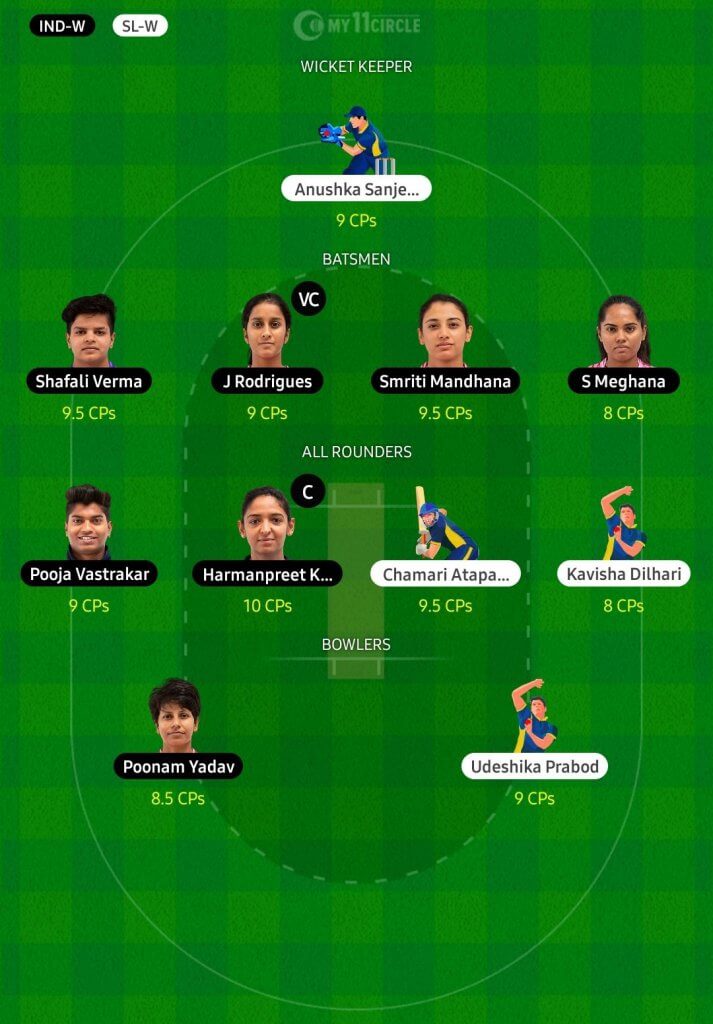 IND-W SL-W MY11CIRCLE
WICKET KEEPER
Anushka Sanje...
9 CPs
BATSMEN
VC
Shafali Verma J Rodrigues Smriti Mandhana S Meghana
9.5 CPs 9 CPs 9.5 CPs 8 CPs
ALL ROUNDERS
C
Pooja Vastrakar Harmanpreet K... Chamari Atapa... Kavisha Dilhari
9 CPs 10 CPs 9.5 CPs 8 CPs
BOWLERS
Poonam Yadav Udeshika Prabod
8.5 CPs 9 CPs